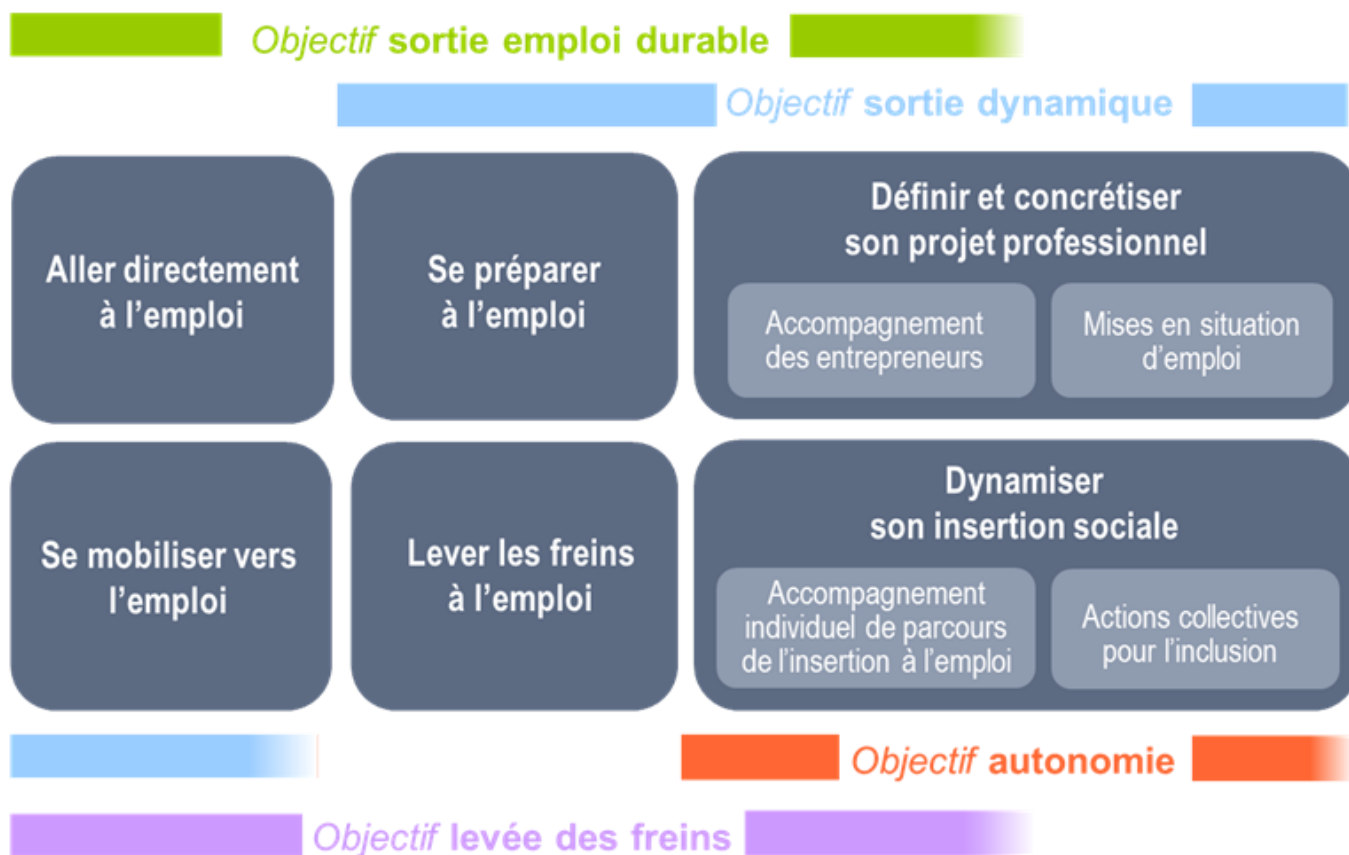 Objectif sortie emploi durable
Objectif sortie dynamique
Aller directement
à l'emploi
Se préparer
à l'emploi
Définir et concrétiser
son projet professionnel
Accompagnement
des entrepreneurs
Mises en situation
d'emploi
Se mobiliser vers
l'emploi
Lever les freins
à l'emploi
Dynamiser
son insertion sociale
Accompagnement
individuel de parcours
de l'insertion à l'emploi
Actions collectives
pour l'inclusion
Objectif autonomie
Objectif levée des freins